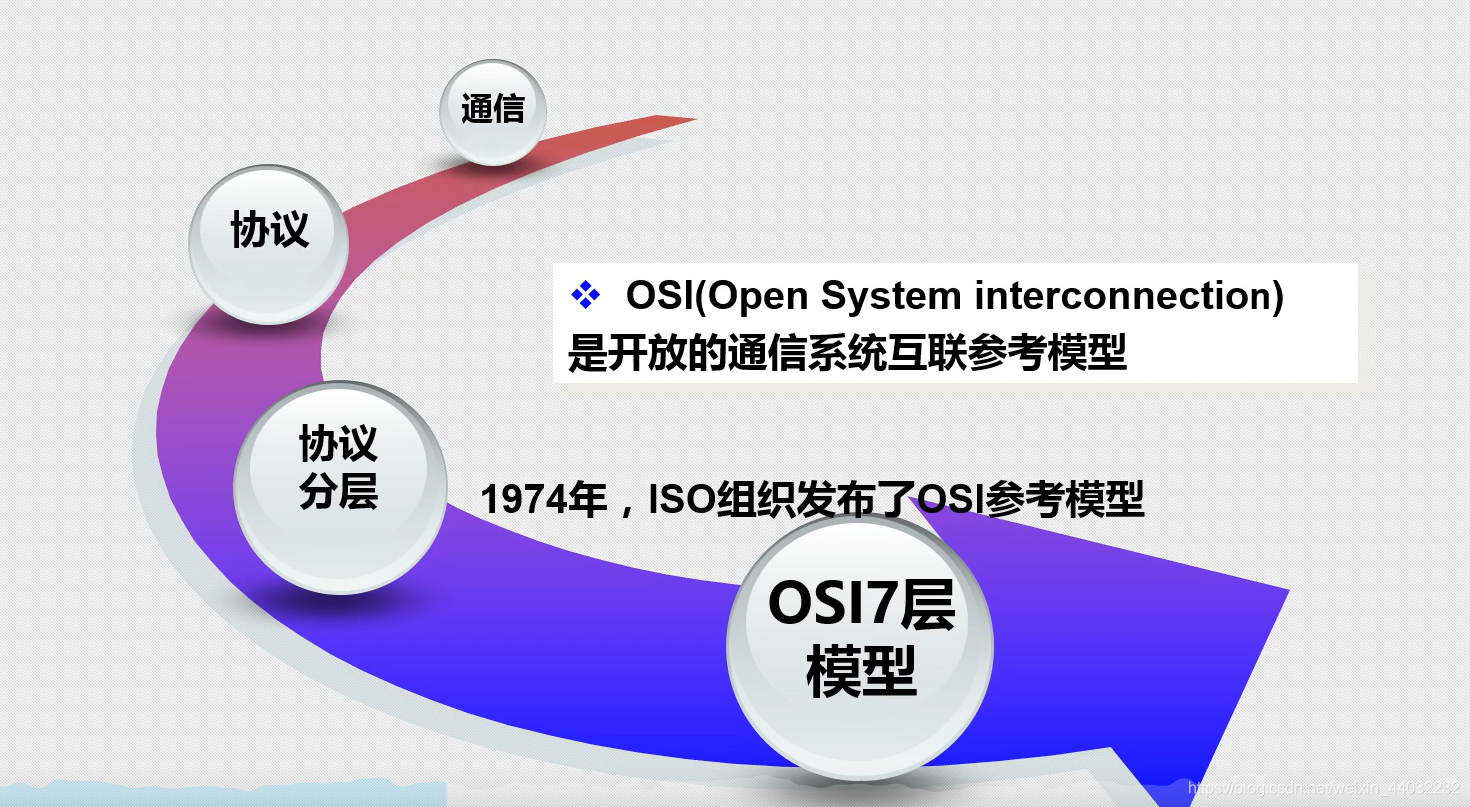 通信
协议
OSI(Open System interconnection)
是开放的通信系统互联参考模型
协议
分层
1974年，ISO组织发布了OSI参考模型
OSI7层
模型
https://blog.csdn.net/weixin_44032232